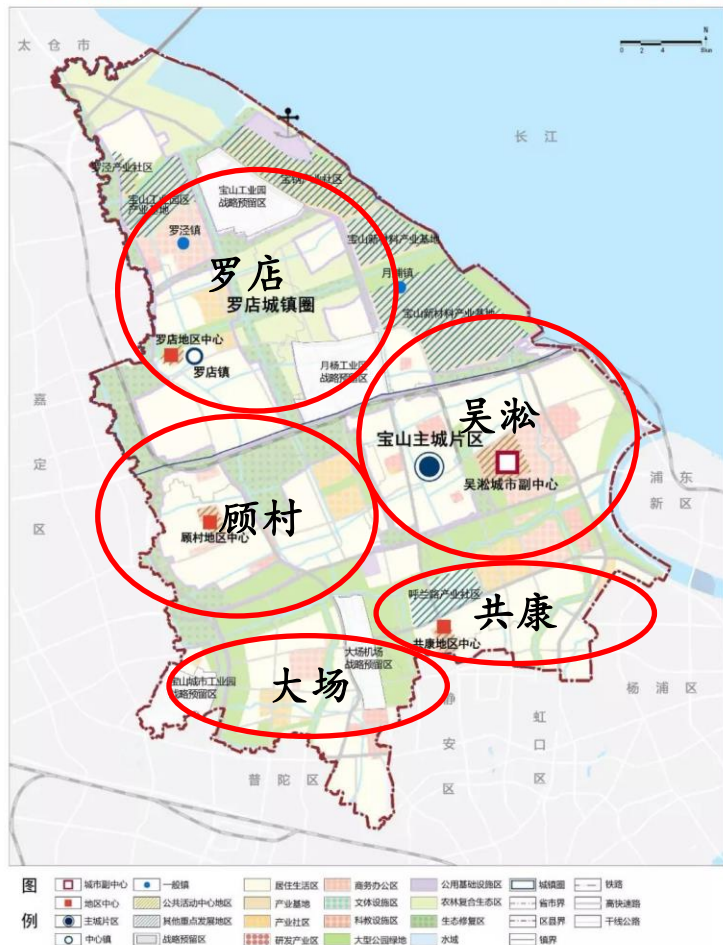 太仓市
N
0 2 4 8km
长江
罗泾产业社区
宝山工业园区
产业基地
宝山工业园
战略预留区
宝钢产业社区
罗泾镇
宝山新材料产业基地
罗店
月浦镇
罗店城镇圈
宝山新材料产业基地
罗店地区中心
罗店镇
月杨工业区
战略预留区
嘉定区
吴淞
宝山主城片区
吴淞城市副中心
浦东
新区
顾村
顾村地区中心
呼兰路产业社区
共康
共康地区中心
大场机场
战略预留区
宝山城市工业园
战略预留区
大场
杨浦区
静安区
虹口区
普陀区
图例
城市副中心 一般镇 居住生活区 商务办公区 公用基础设施区 城镇圈 铁路
地区中心 公共活动中心地区 产业基地 文体设施区 农林复合生态区 省市界 高快速路
主城片区 其他重点发展地区 产业社区 科教设施区 生态修复区 区县界 干线公路
中心镇 战略预留区 研发产业区 大型公园绿地 水域 镇界